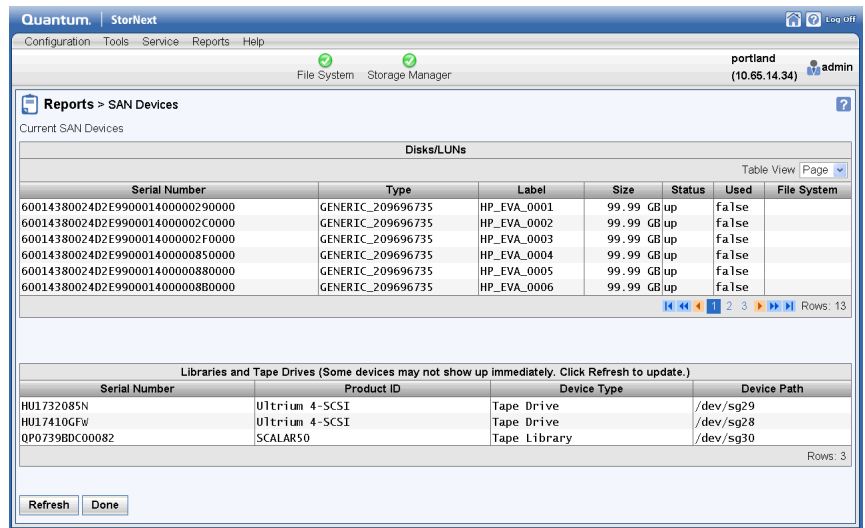 Quantum. StorNext Log Off
Configuration Tools Service Reports Help
File System Storage Manager
portland
(10.65.14.34)
admin
Reports > SAN Devices
Current SAN Devices
Disks/LUNs
Table View Page
Serial Number Type Label Size Status Used File System
60014380024D2E990001400000290000 GENERIC_209696735 HP_EVA_0001 99.99 GB up false
60014380024D2E9900014000002C0000 GENERIC_209696735 HP_EVA_0002 99.99 GB up false
60014380024D2E9900014000002F0000 GENERIC_209696735 HP_EVA_0003 99.99 GB up false
60014380024D2E990001400000850000 GENERIC_209696735 HP_EVA_0004 99.99 GB up false
60014380024D2E990001400000880000 GENERIC_209696735 HP_EVA_0005 99.99 GB up false
60014380024D2E9900014000008B0000 GENERIC_209696735 HP_EVA_0006 99.99 GB up false
1 2 3 Rows: 13
Libraries and Tape Drives (Some devices may not show up immediately. Click Refresh to update.)
Serial Number Product ID Device Type Device Path
HU1732085N Ultrium 4-SCSI Tape Drive /dev/sg29
HU17410GFW Ultrium 4-SCSI Tape Drive /dev/sg28
QP0739BDC00082 SCALAR50 Tape Library /dev/sg30
Rows: 3
Refresh Done